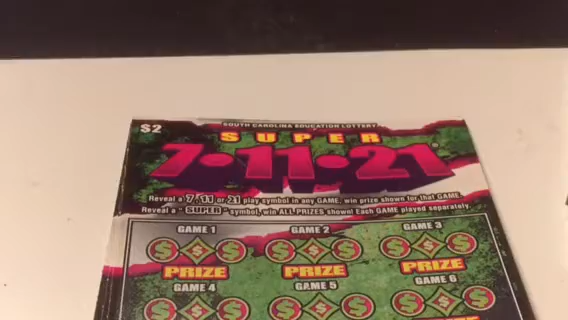 SOUTH CAROLINA EDUCATION LOTTERY
$2
SUPER
7•11•21
Reveal a 7, 11 or 21 play symbol in any GAME, win prize shown for that GAME.
Reveal a "SUPER" symbol, win ALL PRIZES shown! Each GAME played separately.
GAME 1 GAME 2 GAME 3
$ $ $ $ $ $ $ $ $
PRIZE PRIZE PRIZE
GAME 4 GAME 5 GAME 6
$ $ $ $ $ $ $ $ $